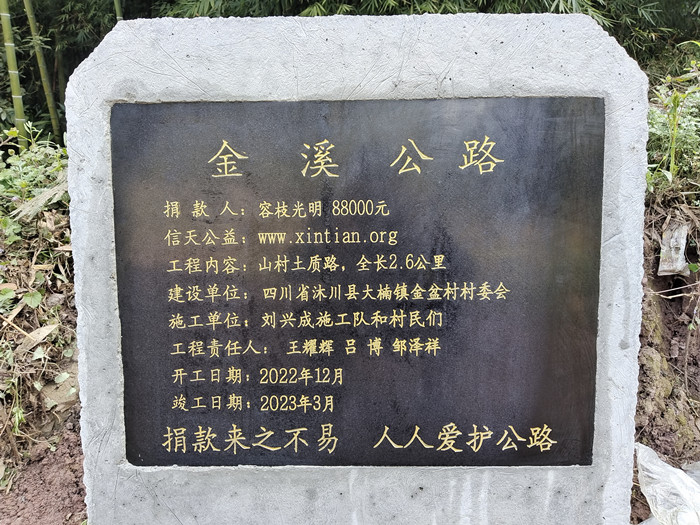 金溪公路
捐款人：容枝光明 88000元
信天公益：www.xintian.org
工程内容：山村土质路，全长2.6公里
建设单位：四川省沐川县大楠镇金盆村村委会
施工单位：刘兴成施工队和村民们
工程责任人：王耀辉 吕博 邹泽祥
开工日期：2022年12月
竣工日期：2023年3月
捐款来之不易 人人爱护公路